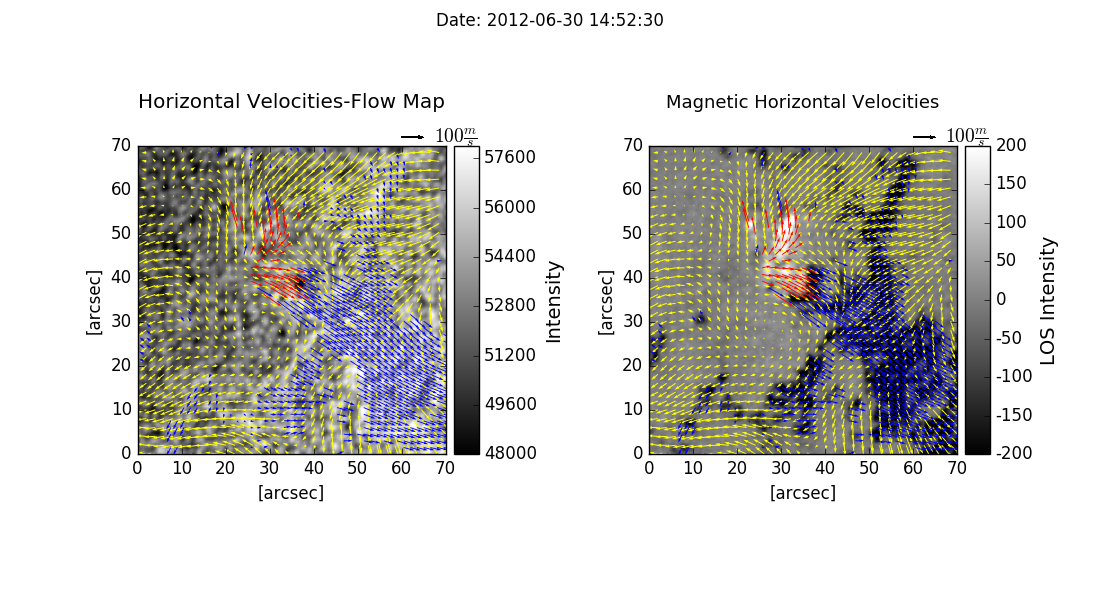 Date: 2012-06-30 14:52:30
Horizontal Velocities-Flow Map
100 m/s
70
60
50
40
30
20
10
0
[arcsec]
0 10 20 30 40 50 60 70
[arcsec]
57600
56000
54400
52800
51200
49600
48000
Intensity
Magnetic Horizontal Velocities
100 m/s
70
60
50
40
30
20
10
0
[arcsec]
0 10 20 30 40 50 60 70
[arcsec]
200
150
100
50
0
-50
-100
-150
-200
LOS Intensity